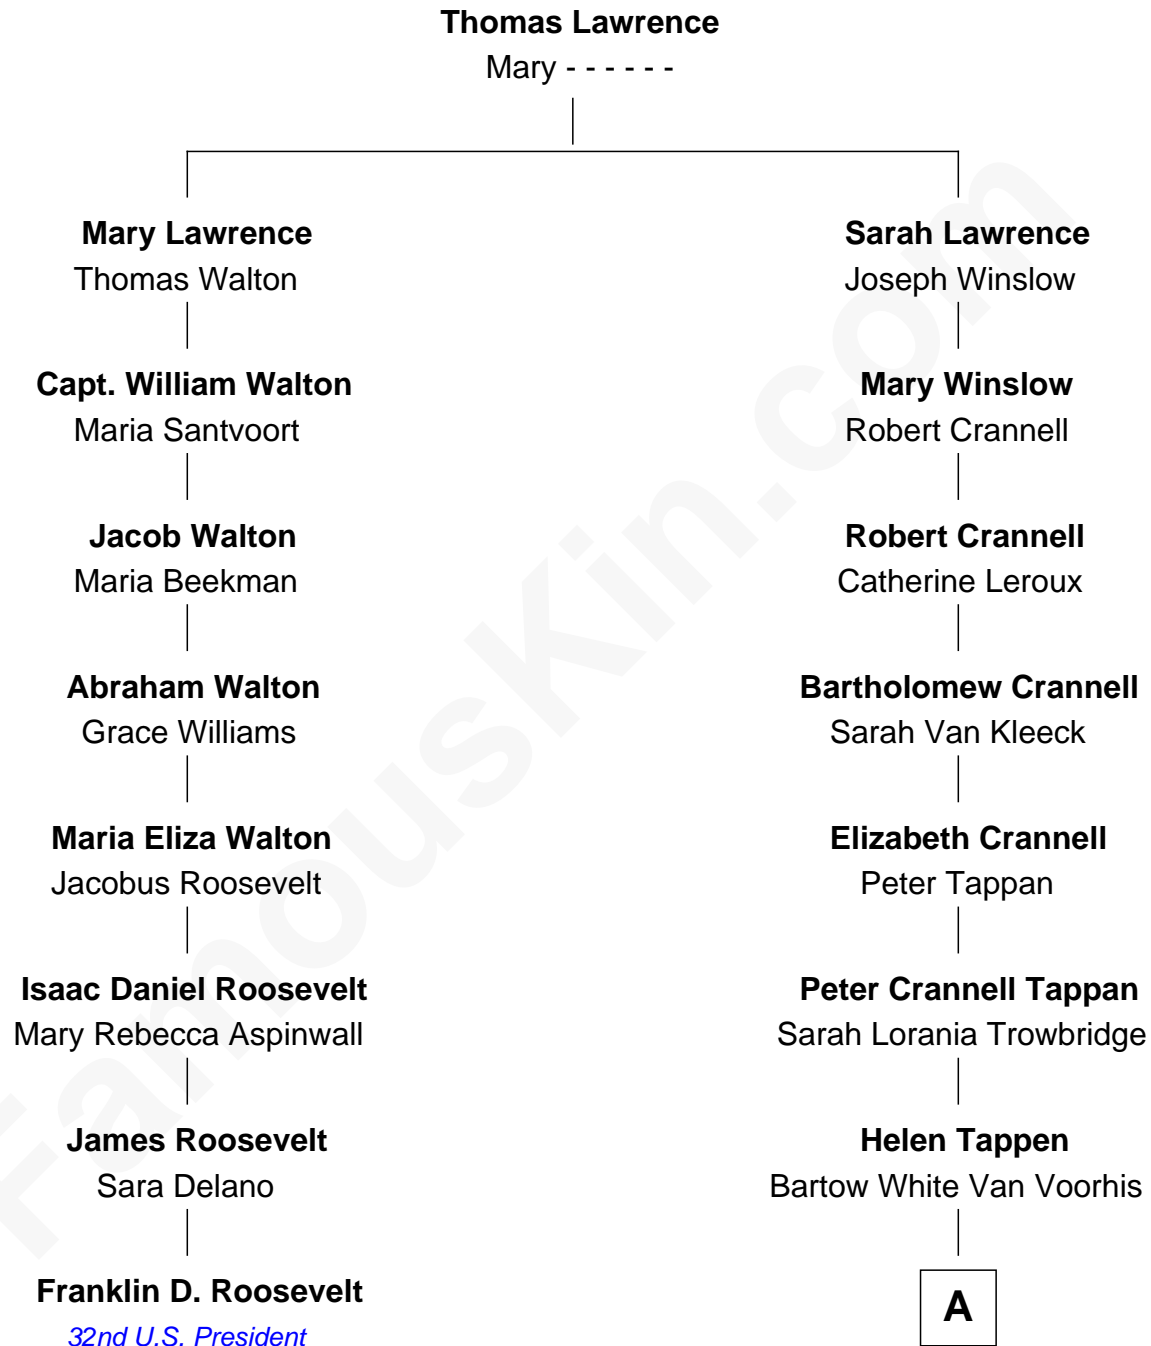 Thomas Lawrence
Mary - - - - - -
Mary Lawrence
Thomas Walton
Sarah Lawrence
Joseph Winslow
Capt. William Walton
Maria Santvoort
Mary Winslow
Robert Crannell
Jacob Walton
Maria Beekman
Robert Crannell
Catherine Leroux
Abraham Walton
Grace Williams
Bartholomew Crannell
Sarah Van Kleeck
Maria Eliza Walton
Jacobus Roosevelt
Elizabeth Crannell
Peter Tappan
Isaac Daniel Roosevelt
Mary Rebecca Aspinwall
Peter Crannell Tappan
Sarah Lorania Trowbridge
James Roosevelt
Sara Delano
Helen Tappen
Bartow White Van Voorhis
Franklin D. Roosevelt
32nd U.S. President
A
FamousKin.com